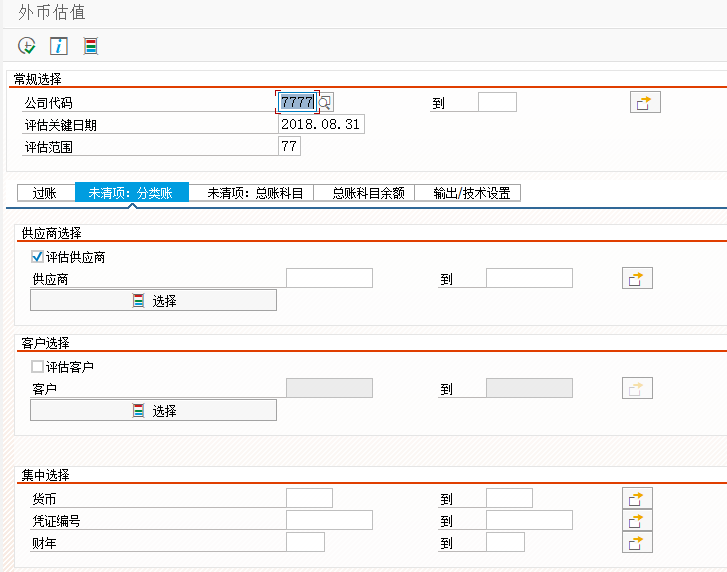 外币估值
常规选择
公司代码 7777 到
评估关键日期 2018.08.31
评估范围 77
过账 未清项：分类账 未清项：总账科目 总账科目余额 输出/技术设置
供应商选择
评估供应商
供应商 到
选择
客户选择
评估客户
客户 到
选择
集中选择
货币 到
凭证编号 到
财年 到